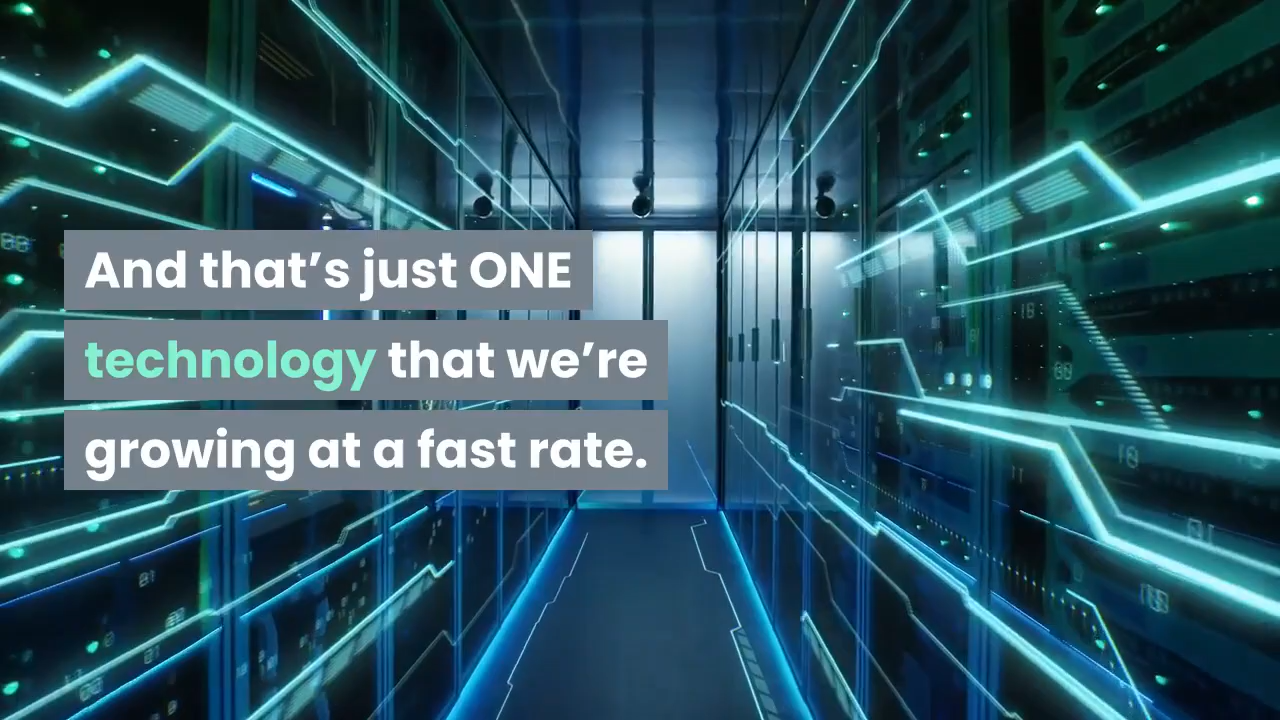 And that’s just ONE
technology that we’re
growing at a fast rate.